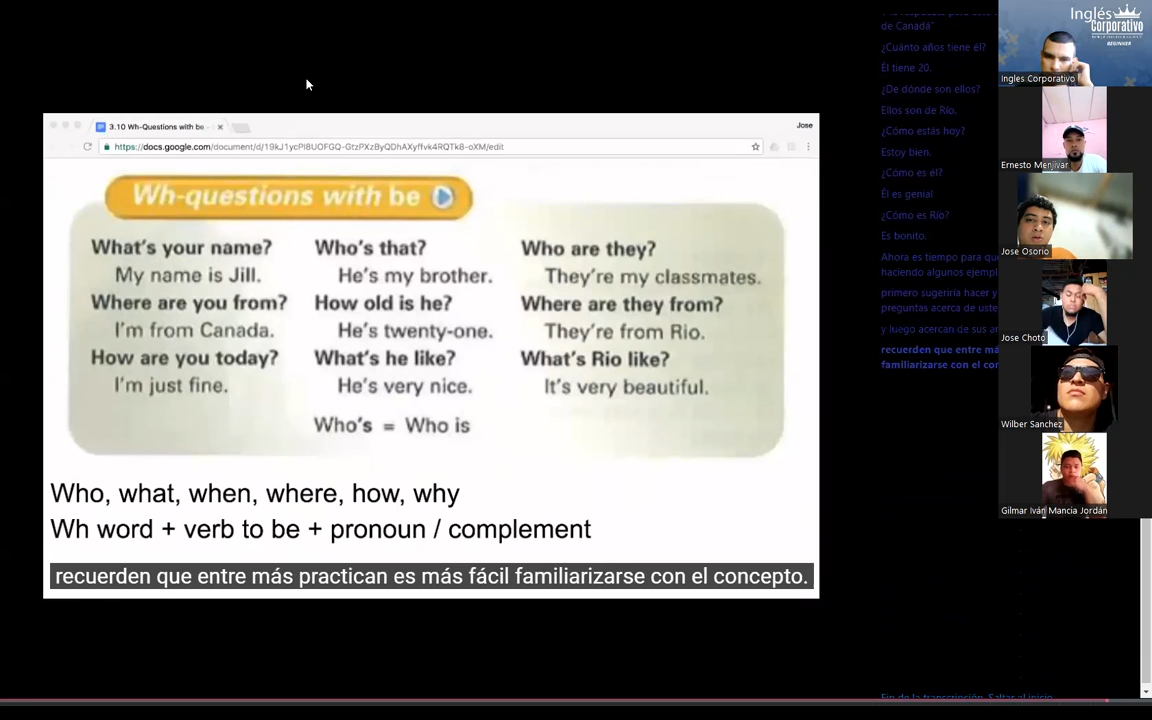 3.10 Wh-Questions with be -
Jose
https://docs.google.com/document/d/19kJ1ycPI8UOFGQ-GtzPXzByQDhAXyffvk4RQTk8-oXM/edit
Wh-questions with be
What's your name?
My name is Jill.
Where are you from?
I'm from Canada.
How are you today?
I'm just fine.
Who's that?
He's my brother.
How old is he?
He's twenty-one.
What's he like?
He's very nice.
Who's = Who is
Who are they?
They're my classmates.
Where are they from?
They're from Rio.
What's Rio like?
It's very beautiful.
Who, what, when, where, how, why
Wh word + verb to be + pronoun / complement
recuerden que entre más practican es más fácil familiarizarse con el concepto.
de Canadá"
¿Cuánto años tiene él?
Él tiene 20.
¿De dónde son ellos?
Ellos son de Río.
¿Cómo estás hoy?
Estoy bien.
¿Cómo es él?
Él es genial
¿Cómo es Río?
Es bonito.
Ahora es tiempo para qu
haciendo algunos ejempl
primero sugeriría hacer y
preguntas acerca de uste
y luego acercan de sus a
recuerden que entre má
familiarizarse con el co
Fin de la transcripción. Saltar al inicio.
Inglés
Corporativo
BEGINNER
Ingles Corporativo
Ernesto Menjivar
Jose Osorio
Jose Choto
Wilber Sanchez
Gilmar Iván Mancia Jordán